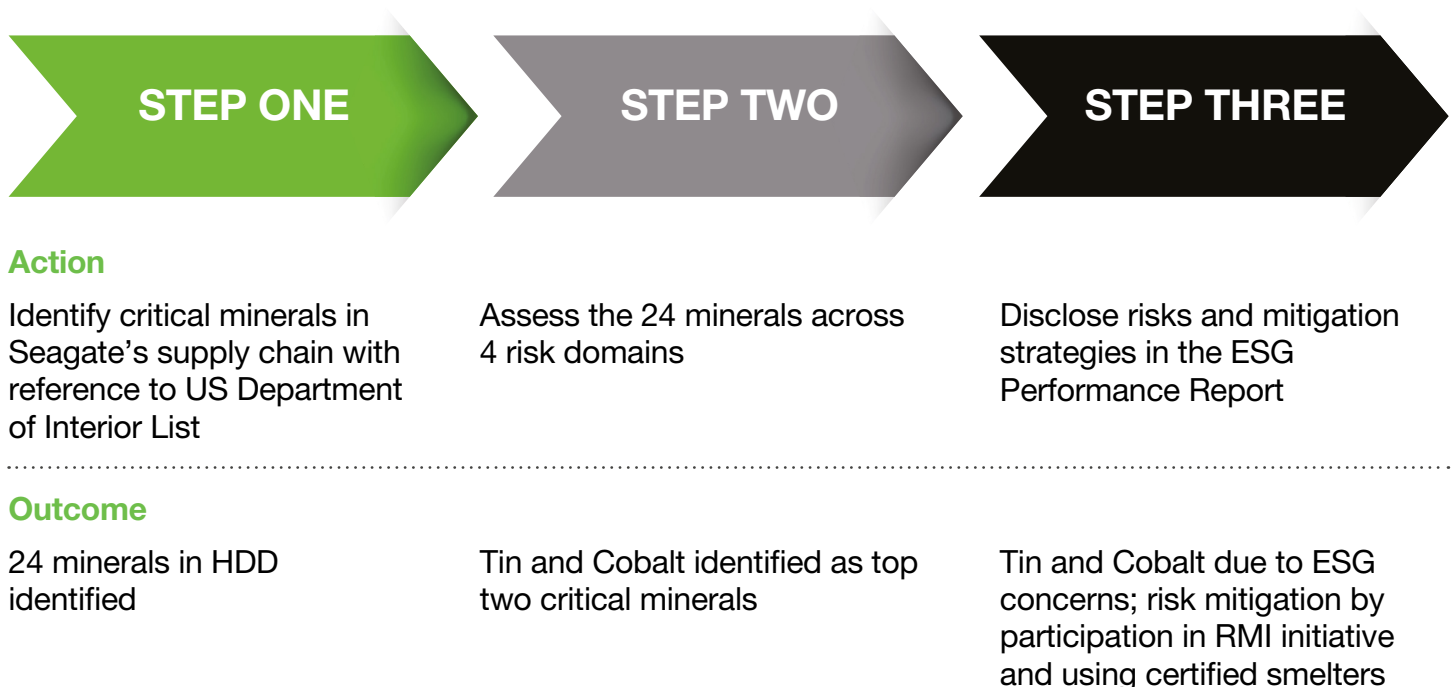 STEP ONE
STEP TWO
STEP THREE
Action
Identify critical minerals in
Seagate’s supply chain with
reference to US Department
of Interior List
Assess the 24 minerals across
4 risk domains
Disclose risks and mitigation
strategies in the ESG
Performance Report
Outcome
24 minerals in HDD
identified
Tin and Cobalt identified as top
two critical minerals
Tin and Cobalt due to ESG
concerns; risk mitigation by
participation in RMI initiative
and using certified smelters